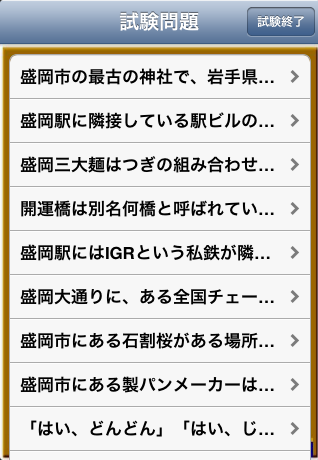 試験問題
試験終了
盛岡市の最古の神社で、岩手県...
盛岡駅に隣接している駅ビルの...
盛岡三大麺はつぎの組み合わせ...
開運橋は別名何橋と呼ばれてい...
盛岡駅にはIGRという私鉄が隣...
盛岡大通りに、ある全国チェー...
盛岡市にある石割桜がある場所...
盛岡市にある製パンメーカーは...
「はい、どんどん」「はい、じ...